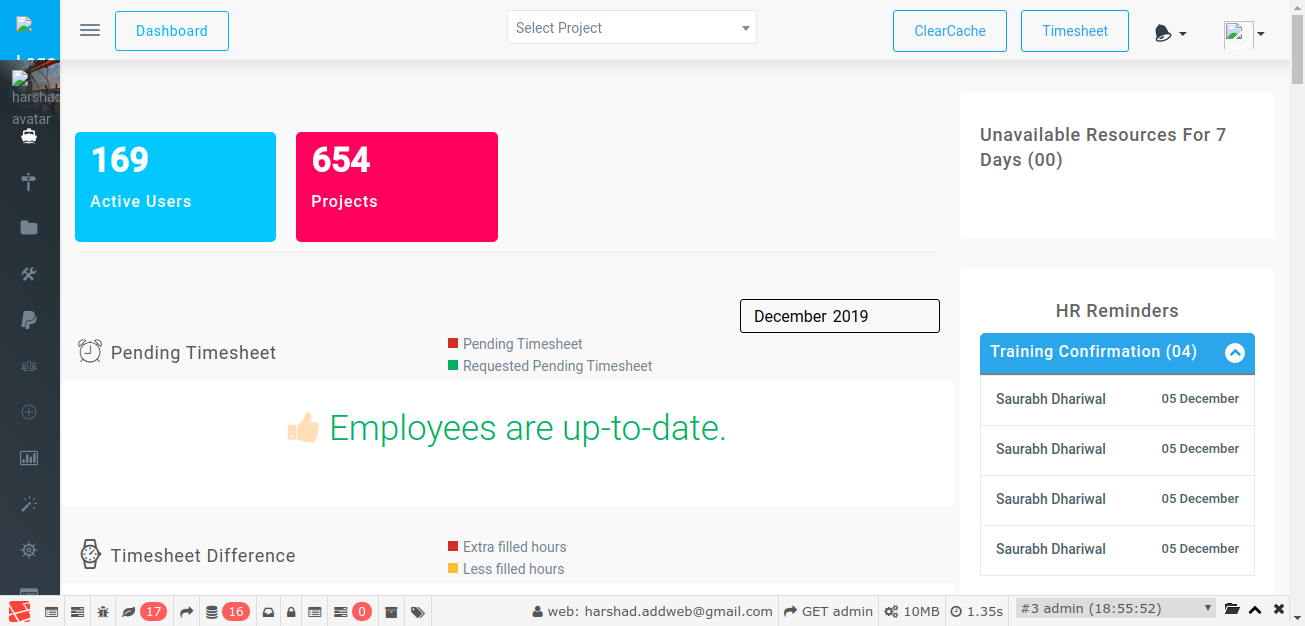 Dashboard
Select Project
ClearCache
Timesheet
harshad
avatar
169
Active Users
654
Projects
Unavailable Resources For 7
Days (00)
December 2019
Pending Timesheet
Pending Timesheet
Requested Pending Timesheet
Employees are up-to-date.
HR Reminders
Training Confirmation (04)
Saurabh Dhariwal 05 December
Saurabh Dhariwal 05 December
Saurabh Dhariwal 05 December
Saurabh Dhariwal 05 December
Timesheet Difference
Extra filled hours
Less filled hours
17 16 0 web: harshad.addweb@gmail.com GET admin 10MB 1.35s #3 admin (18:55:52)